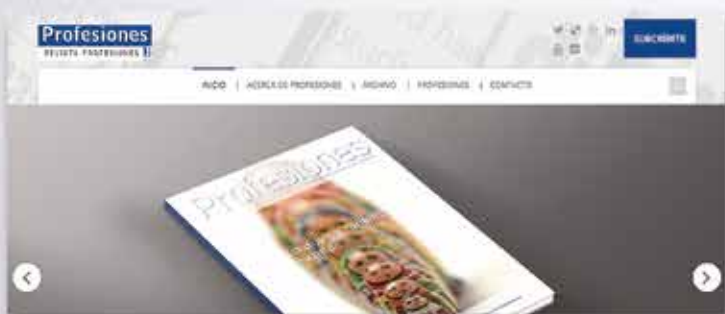 Profesiones
REVISTA PROFESIONES
SUSCRÍBETE
INICIO | ACERCA DE PROFESIONES | ARCHIVO | PROFESIONES | CONTACTO
Profesiones